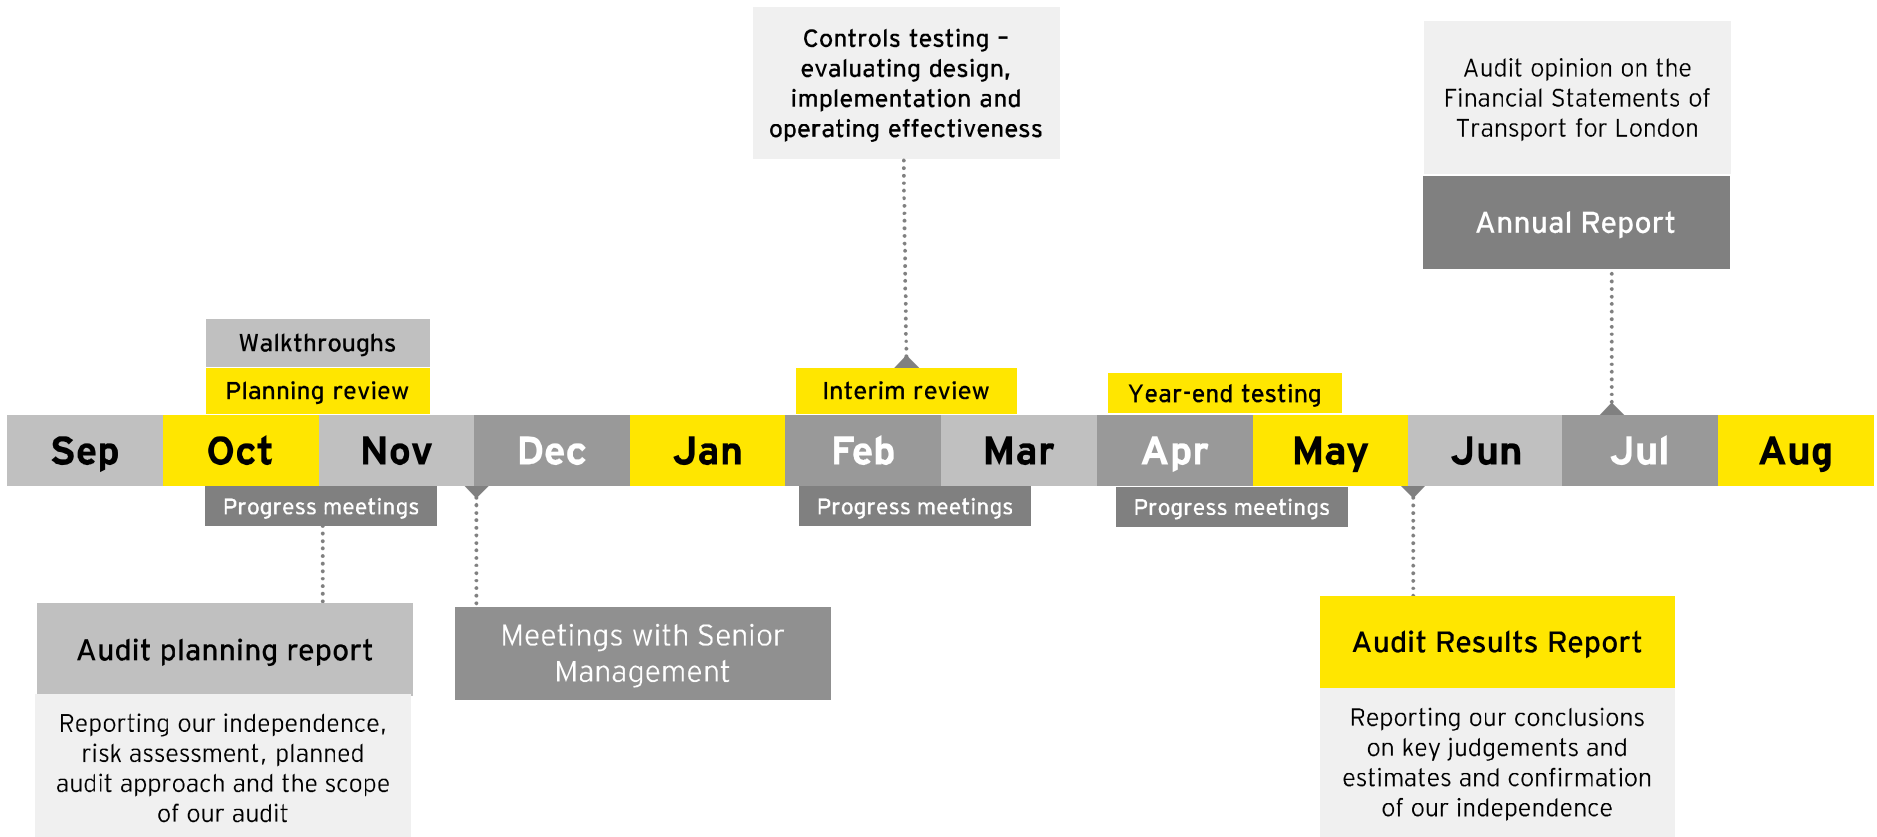 Controls testing –
evaluating design,
implementation and
operating effectiveness
Audit opinion on the
Financial Statements of
Transport for London
Annual Report
Walkthroughs
Planning review
Interim review
Year-end testing
Sep Oct Nov Dec Jan Feb Mar Apr May Jun Jul Aug
Progress meetings
Progress meetings
Progress meetings
Audit planning report
Reporting our independence,
risk assessment, planned
audit approach and the scope
of our audit
Meetings with Senior
Management
Audit Results Report
Reporting our conclusions
on key judgements and
estimates and confirmation
of our independence